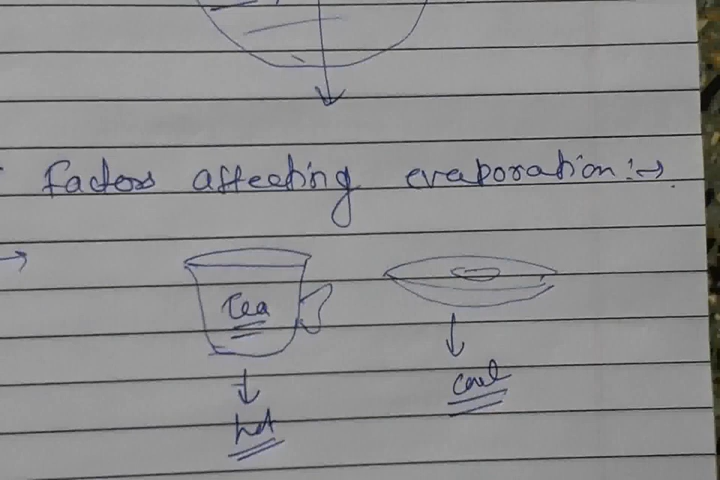 Factors affecting evaporation :→
→
Tea
↓ ↓
hot cool